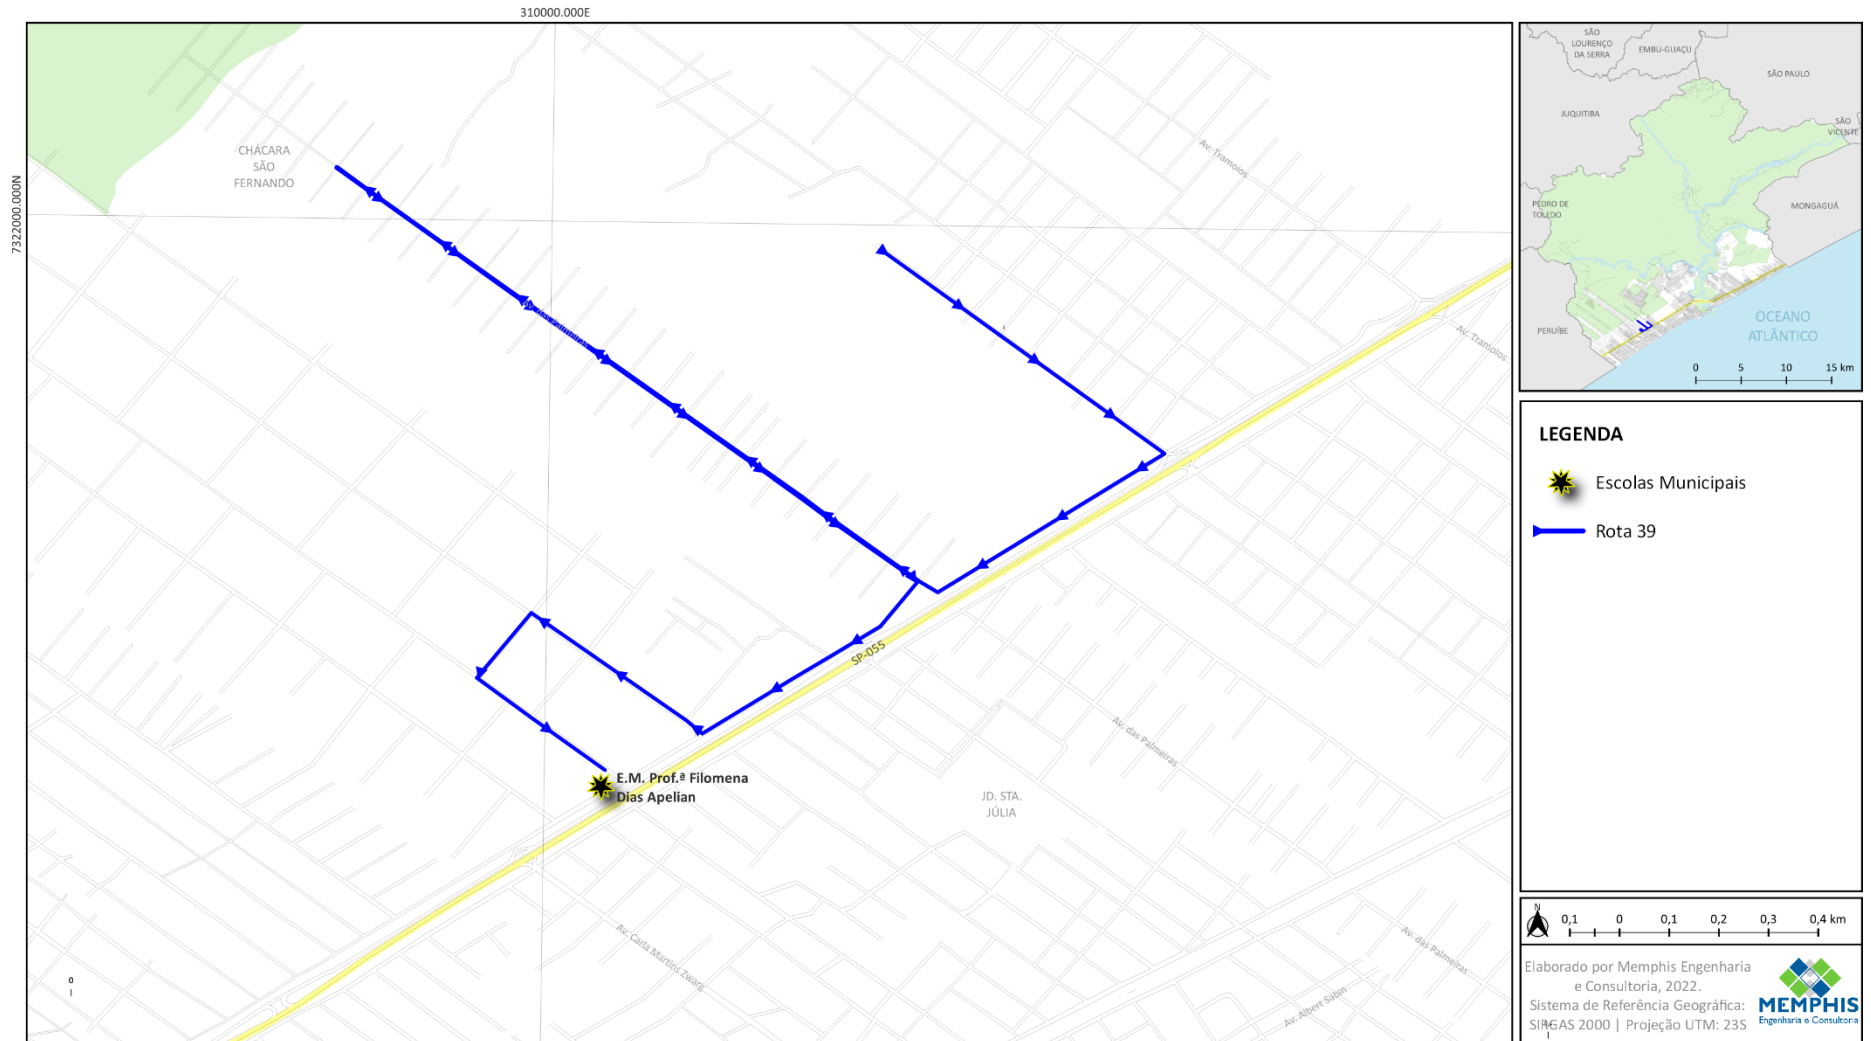 310000.000E
7322000.000N
CHÁCARA
SÃO
FERNANDO
Av. Tramoios
Av. das Palmeiras
Av. Tramoios
SP-055
E.M. Prof.ª Filomena
Dias Apelian
Av. das Palmeiras
JD. STA.
JÚLIA
Av. Carla Martins Zwarg
Av. das Palmeiras
Av. Albert Sabin
0
SÃO
LOURENÇO
DA SERRA
EMBU-GUAÇU
SÃO PAULO
JUQUITIBA
SÃO
VICENTE
PEDRO DE
TOLEDO
MONGAGUÁ
PERUÍBE
OCEANO
ATLÂNTICO
0 5 10 15 km
LEGENDA
Escolas Municipais
Rota 39
N
0,1 0 0,1 0,2 0,3 0,4 km
Elaborado por Memphis Engenharia
e Consultoria, 2022.
Sistema de Referência Geográfica:
SIRGAS 2000 | Projeção UTM: 23S
MEMPHIS
Engenharia e Consultoria